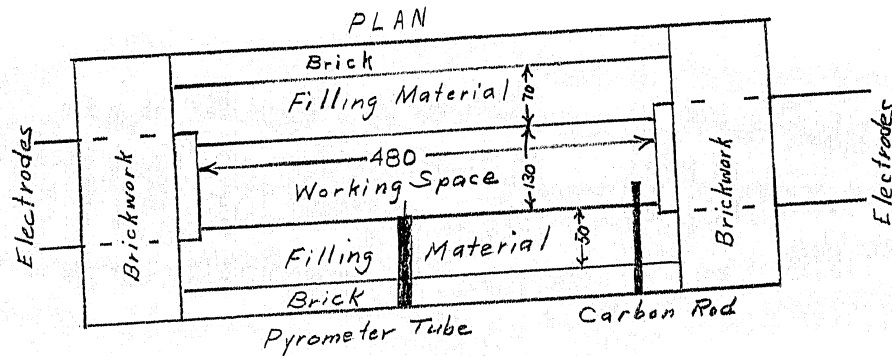 PLAN
Brick
Filling Material
70
Electrodes
Brickwork
480
Working Space
130
Brickwork
Electrodes
Filling Material
50
Brick
Pyrometer Tube
Carbon Rod